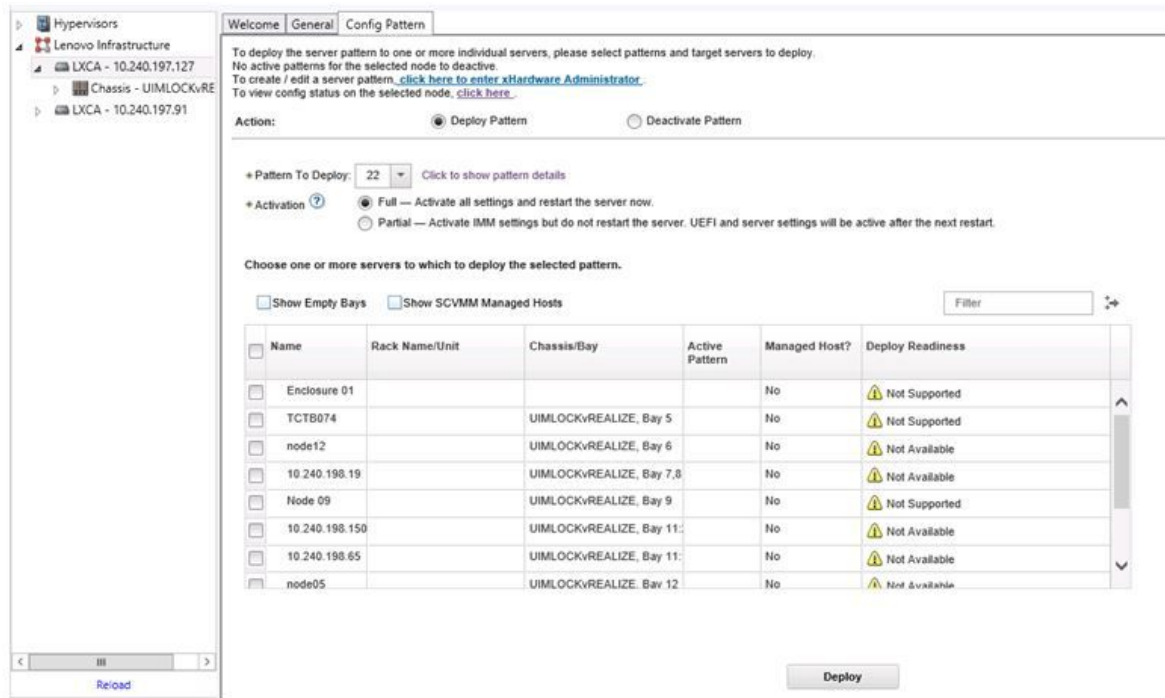 Hypervisors
Lenovo Infrastructure
LXCA - 10.240.197.127
Chassis - UIMLOCKvRE
LXCA - 10.240.197.91
Reload
Welcome General Config Pattern
To deploy the server pattern to one or more individual servers, please select patterns and target servers to deploy.
No active patterns for the selected node to deactive.
To create / edit a server pattern, click here to enter xHardware Administrator .
To view config status on the selected node, click here .
Action: Deploy Pattern Deactivate Pattern
Pattern To Deploy: 22 Click to show pattern details
Activation ? Full — Activate all settings and restart the server now.
Partial — Activate IMM settings but do not restart the server. UEFI and server settings will be active after the next restart.
Choose one or more servers to which to deploy the selected pattern.
Show Empty Bays Show SCVMM Managed Hosts Filter
Name Rack Name/Unit Chassis/Bay Active Pattern Managed Host? Deploy Readiness
Enclosure 01 No Not Supported
TCTB074 UIMLOCKvREALIZE, Bay 5 No Not Supported
node12 UIMLOCKvREALIZE, Bay 6 No Not Available
10.240.198.19 UIMLOCKvREALIZE, Bay 7,8 No Not Available
Node 09 UIMLOCKvREALIZE, Bay 9 No Not Supported
10.240.198.150 UIMLOCKvREALIZE, Bay 11: No Not Available
10.240.198.65 UIMLOCKvREALIZE, Bay 11: No Not Available
node05 UIMLOCKvREALIZE, Bay 12 No Not Available
Deploy